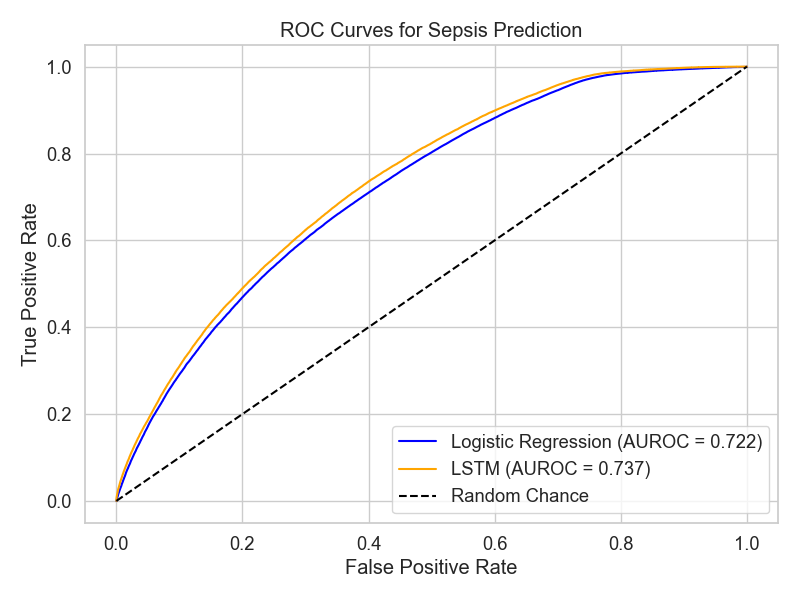 ROC Curves for Sepsis Prediction
True Positive Rate
1.0
0.8
0.6
0.4
0.2
0.0
Logistic Regression (AUROC = 0.722)
LSTM (AUROC = 0.737)
Random Chance
0.0 0.2 0.4 0.6 0.8 1.0
False Positive Rate